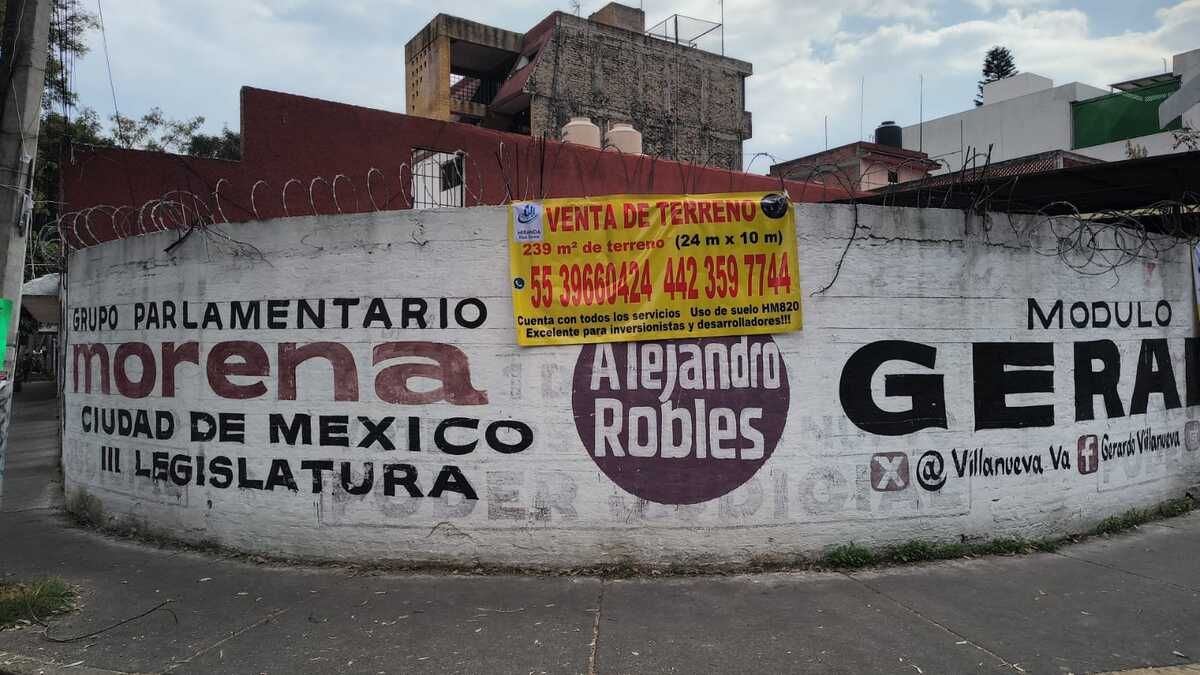 VENTA DE TERRENO
239 m² de terreno (24 m x 10 m)
55 39660424 442 359 7744
Cuenta con todos los servicios Uso de suelo HM820
Excelente para inversionistas y desarrolladores!!!
GRUPO PARLAMENTARIO
morena
CIUDAD DE MEXICO
III LEGISLATURA
Alejandro
Robles
PODER JUDICIAL
MODULO
GERA
X @Villanueva Va f Gerardo Villanueva